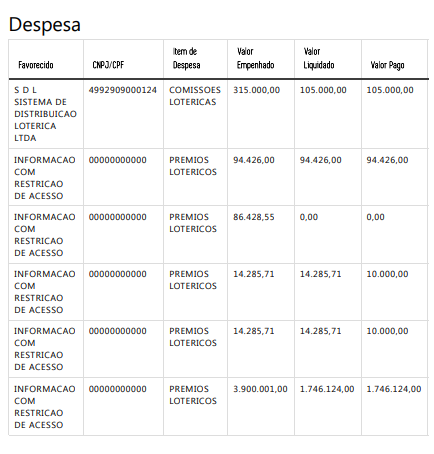 Despesa
Favorecido CNPJ/CPF Item de Despesa Valor Empenhado Valor Liquidado Valor Pago
S D L SISTEMA DE DISTRIBUICAO LOTERICA LTDA 4992909000124 COMISSOES LOTERICAS 315.000,00 105.000,00 105.000,00
INFORMACAO COM RESTRICAO DE ACESSO 00000000000 PREMIOS LOTERICOS 94.426,00 94.426,00 94.426,00
INFORMACAO COM RESTRICAO DE ACESSO 00000000000 PREMIOS LOTERICOS 86.428,55 0,00 0,00
INFORMACAO COM RESTRICAO DE ACESSO 00000000000 PREMIOS LOTERICOS 14.285,71 14.285,71 10.000,00
INFORMACAO COM RESTRICAO DE ACESSO 00000000000 PREMIOS LOTERICOS 14.285,71 14.285,71 10.000,00
INFORMACAO COM RESTRICAO DE ACESSO 00000000000 PREMIOS LOTERICOS 3.900.001,00 1.746.124,00 1.746.124,00